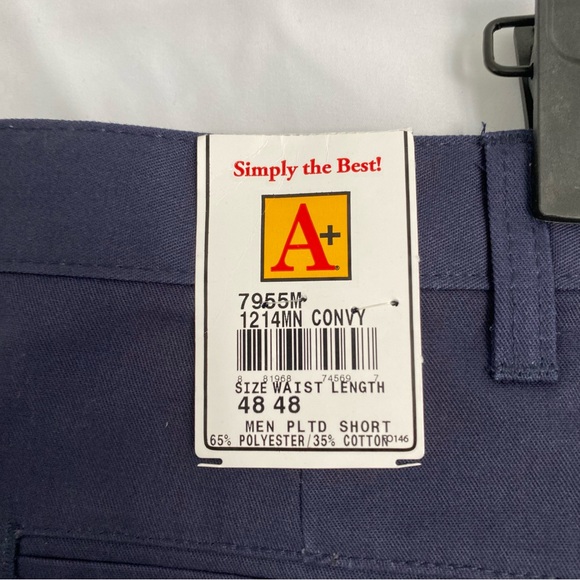 Simply the Best!
A+
7955M
1214MN CONVY
8 81968 74569 7
SIZE WAIST LENGTH
48 48
MEN PLTD SHORT
65% POLYESTER/35% COTTON 0146